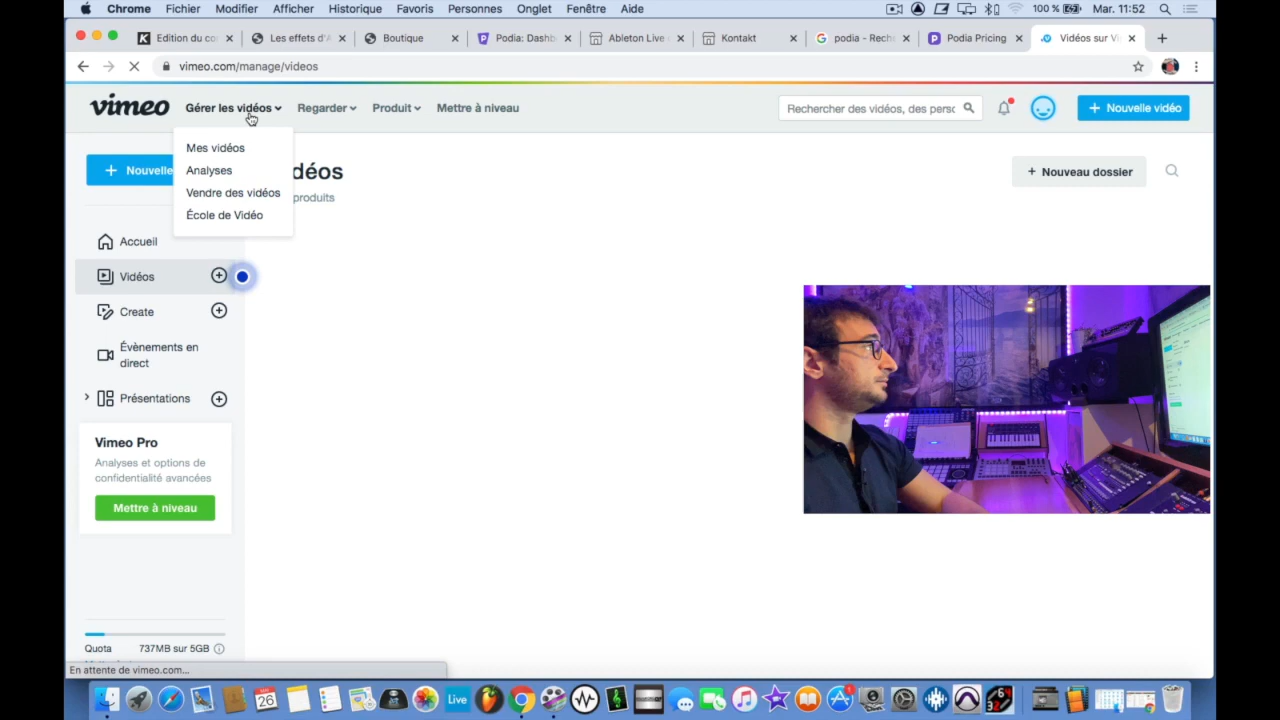 Chrome Fichier Modifier Afficher Historique Favoris Personnes Onglet Fenêtre Aide 100 % Mar. 11:52
Edition du co Les effets d'A Boutique Podia: Dashb Ableton Live Kontakt podia - Rech Podia Pricing Vidéos sur Vi
vimeo.com/manage/videos
vimeo Gérer les vidéos Regarder Produit Mettre à niveau Rechercher des vidéos, des perso + Nouvelle vidéo
Mes vidéos
Analyses
Vendre des vidéos
École de Vidéo
+ Nouvelle
déos
+ Nouveau dossier
produits
Accueil
Vidéos
Create
Évènements en
direct
Présentations
Vimeo Pro
Analyses et options de
confidentialité avancées
Mettre à niveau
Quota 737MB sur 5GB
En attente de vimeo.com...
26
Live